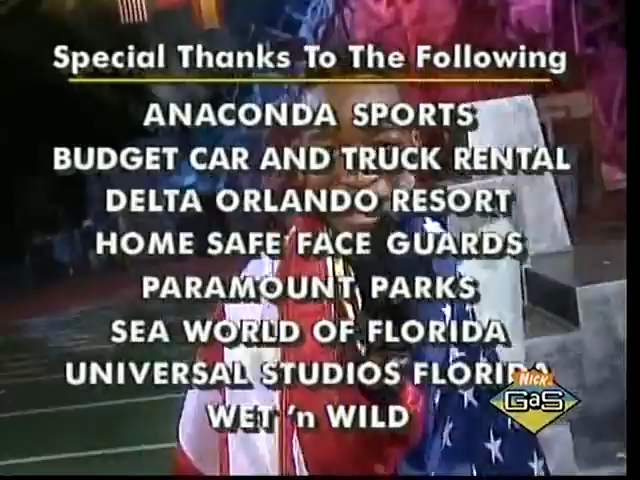 Special Thanks To The Following
ANACONDA SPORTS
BUDGET CAR AND TRUCK RENTAL
DELTA ORLANDO RESORT
HOME SAFE FACE GUARDS
PARAMOUNT PARKS
SEA WORLD OF FLORIDA
UNIVERSAL STUDIOS FLORIDA
WET 'n WILD
NICK
GaS